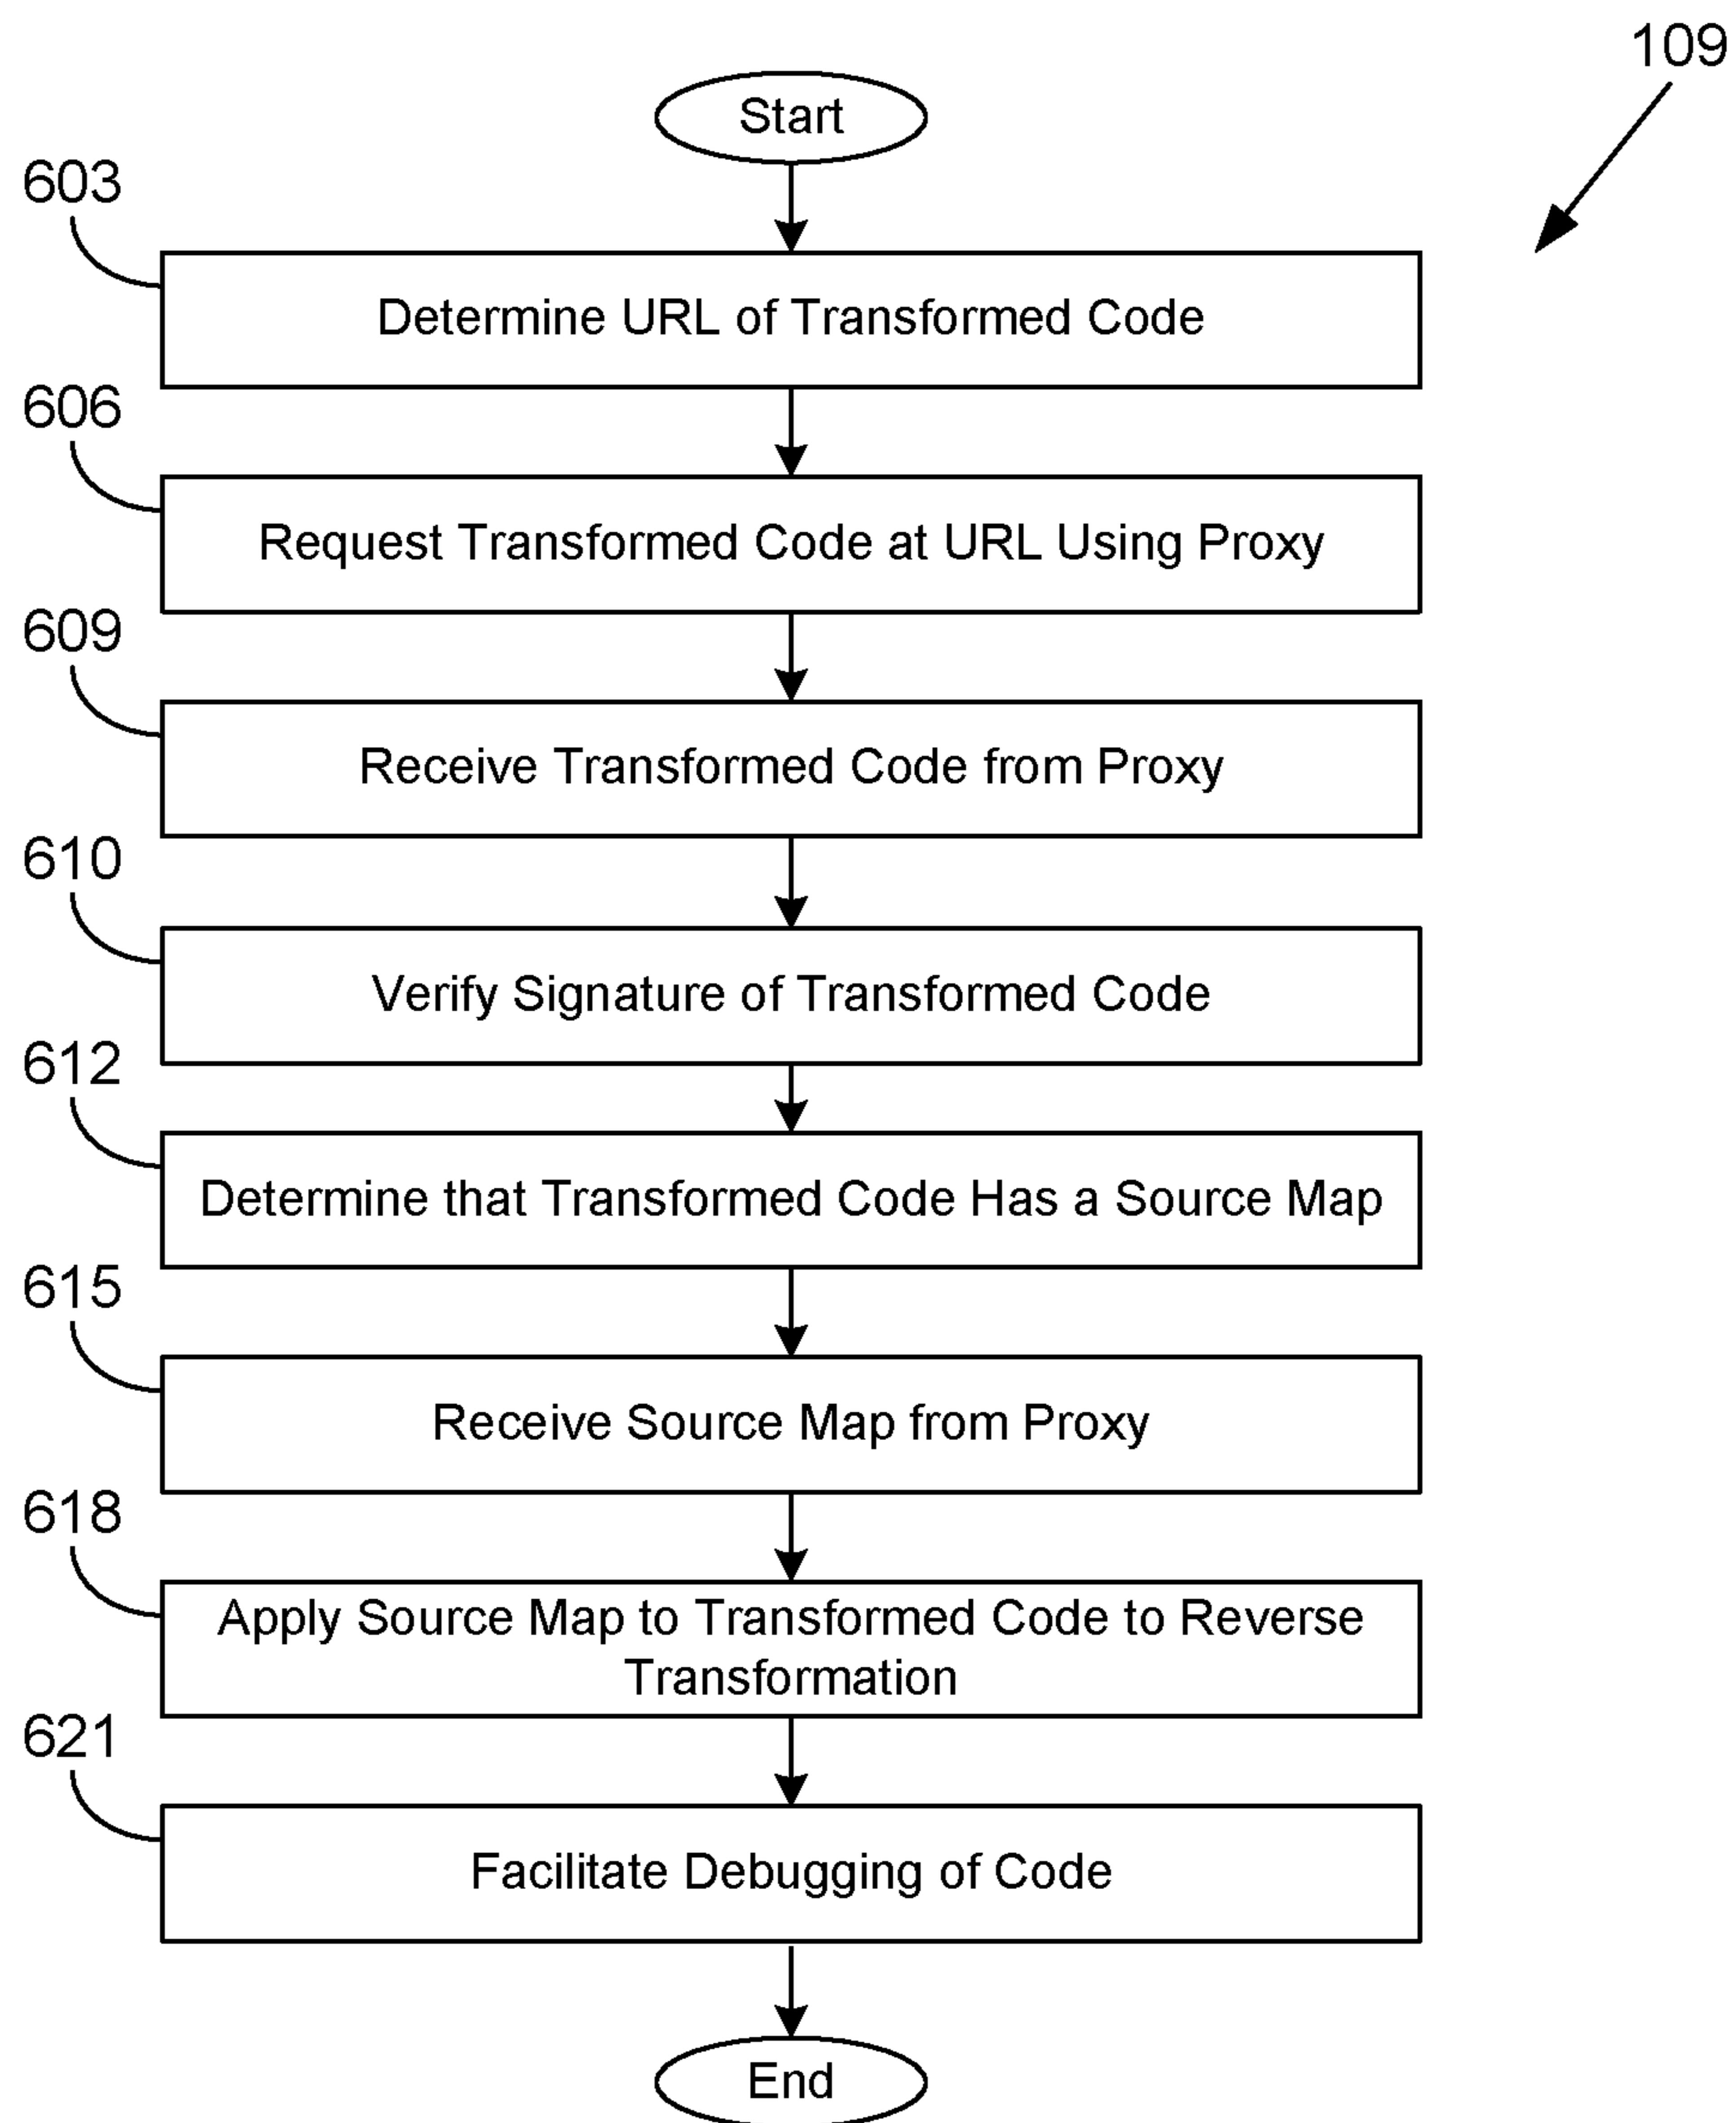 109
Start
603
Determine URL of Transformed Code
606
Request Transformed Code at URL Using Proxy
609
Receive Transformed Code from Proxy
610
Verify Signature of Transformed Code
612
Determine that Transformed Code Has a Source Map
615
Receive Source Map from Proxy
618
Apply Source Map to Transformed Code to Reverse
Transformation
621
Facilitate Debugging of Code
End